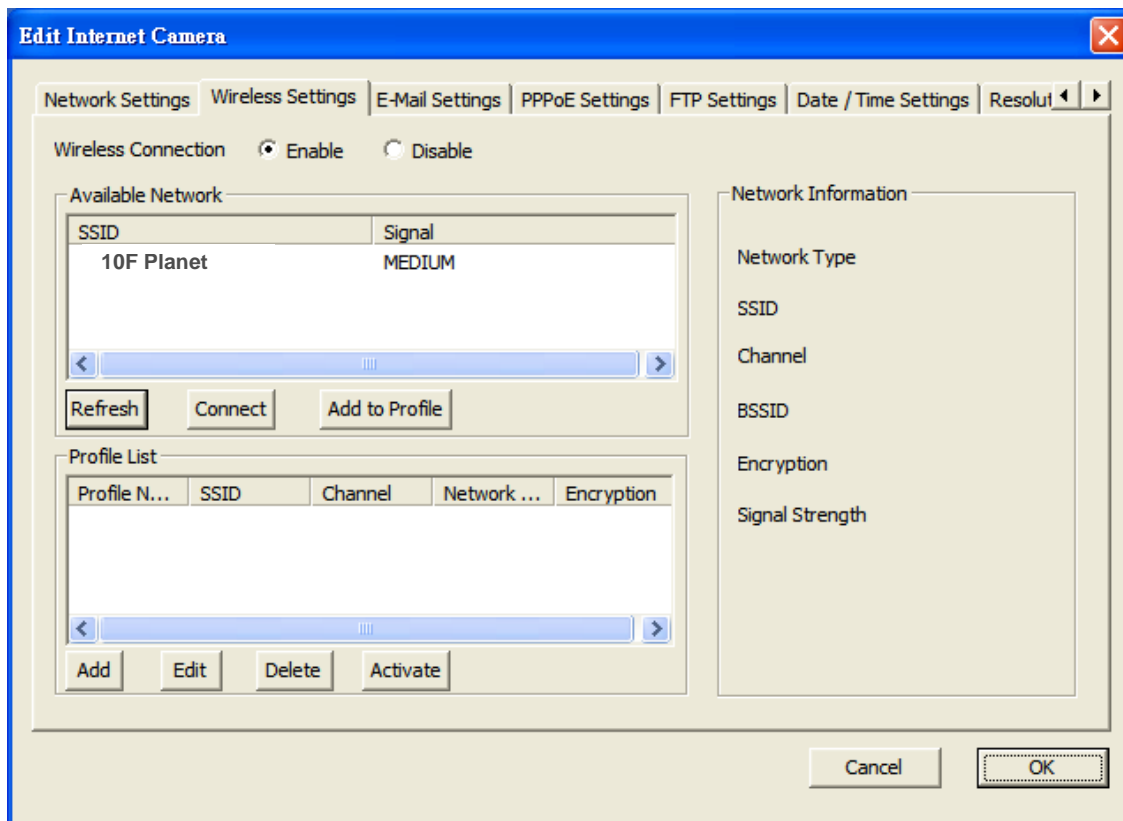 Edit Internet Camera
Network Settings
Wireless Settings
E-Mail Settings
PPPoE Settings
FTP Settings
Date / Time Settings
Resolut
Wireless Connection Enable Disable
Available Network
SSID Signal
10F Planet MEDIUM
Refresh Connect Add to Profile
Profile List
Profile N... SSID Channel Network ... Encryption
Add Edit Delete Activate
Network Information
Network Type
SSID
Channel
BSSID
Encryption
Signal Strength
Cancel OK